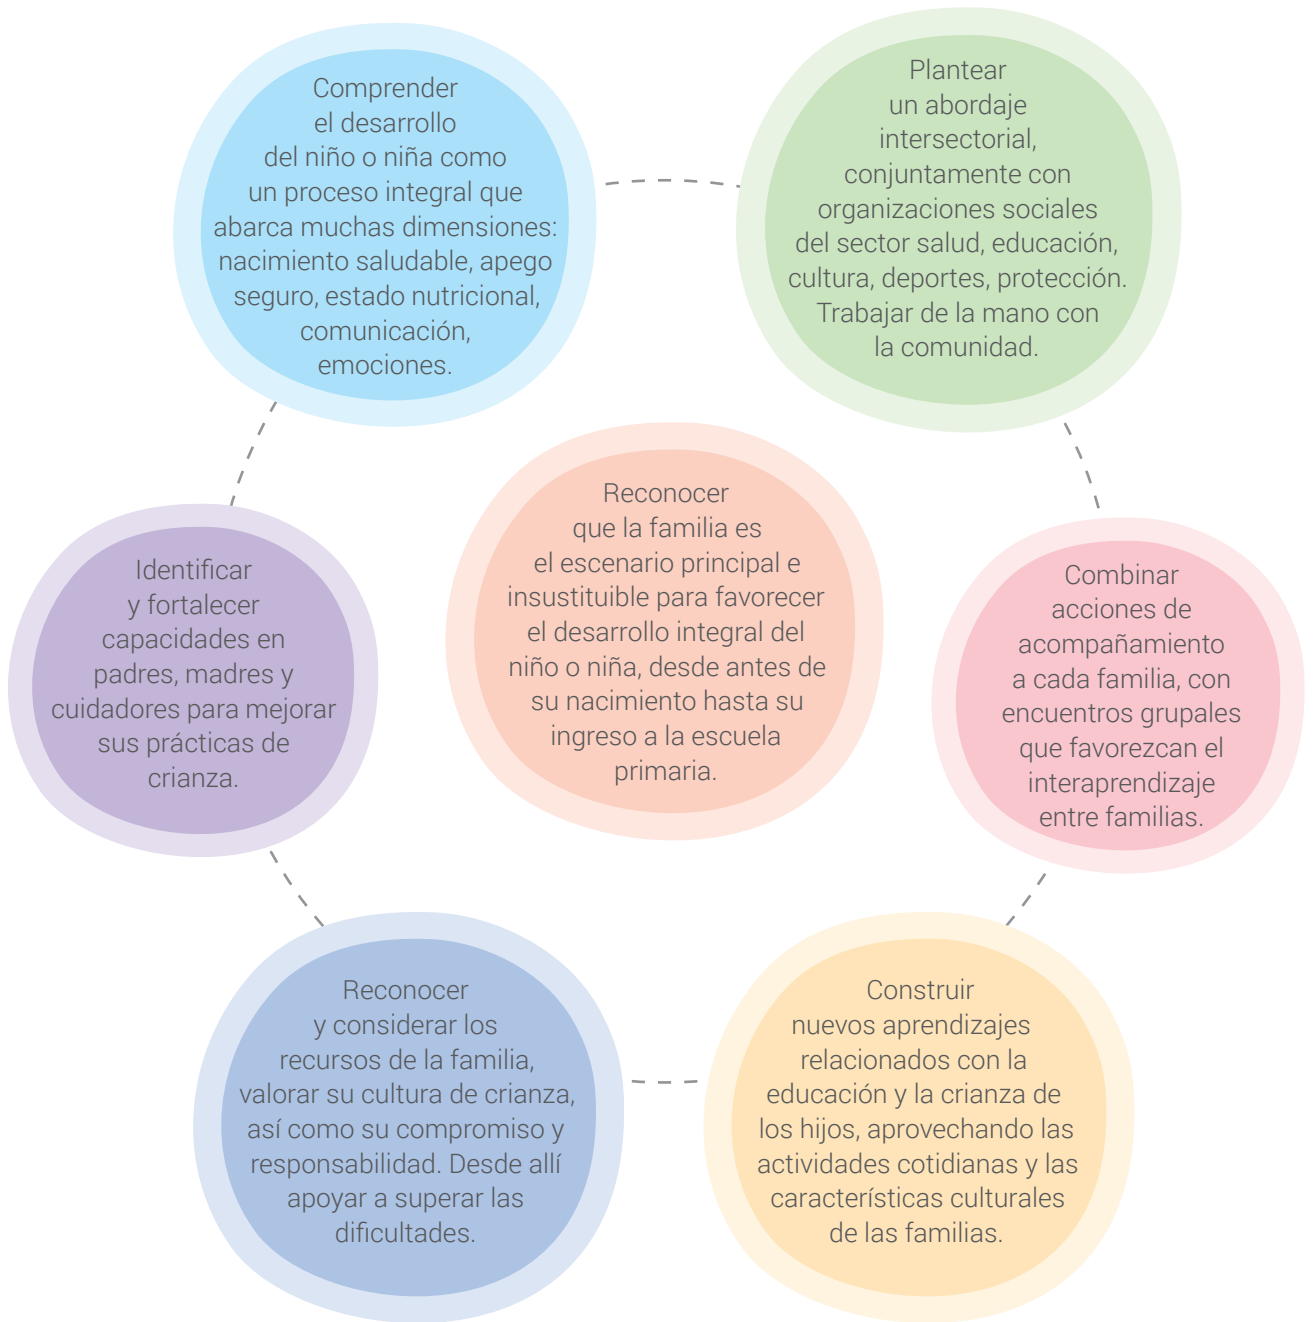 Comprender
el desarrollo
del niño o niña como
un proceso integral que
abarca muchas dimensiones:
nacimiento saludable, apego
seguro, estado nutricional,
comunicación,
emociones.
Plantear
un abordaje
intersectorial,
conjuntamente con
organizaciones sociales
del sector salud, educación,
cultura, deportes, protección.
Trabajar de la mano con
la comunidad.
Reconocer
que la familia es
el escenario principal e
insustituible para favorecer
el desarrollo integral del
niño o niña, desde antes de
su nacimiento hasta su
ingreso a la escuela
primaria.
Identificar
y fortalecer
capacidades en
padres, madres y
cuidadores para mejorar
sus prácticas de
crianza.
Combinar
acciones de
acompañamiento
a cada familia, con
encuentros grupales
que favorezcan el
interaprendizaje
entre familias.
Reconocer
y considerar los
recursos de la familia,
valorar su cultura de crianza,
así como su compromiso y
responsabilidad. Desde allí
apoyar a superar las
dificultades.
Construir
nuevos aprendizajes
relacionados con la
educación y la crianza de
los hijos, aprovechando las
actividades cotidianas y las
características culturales
de las familias.